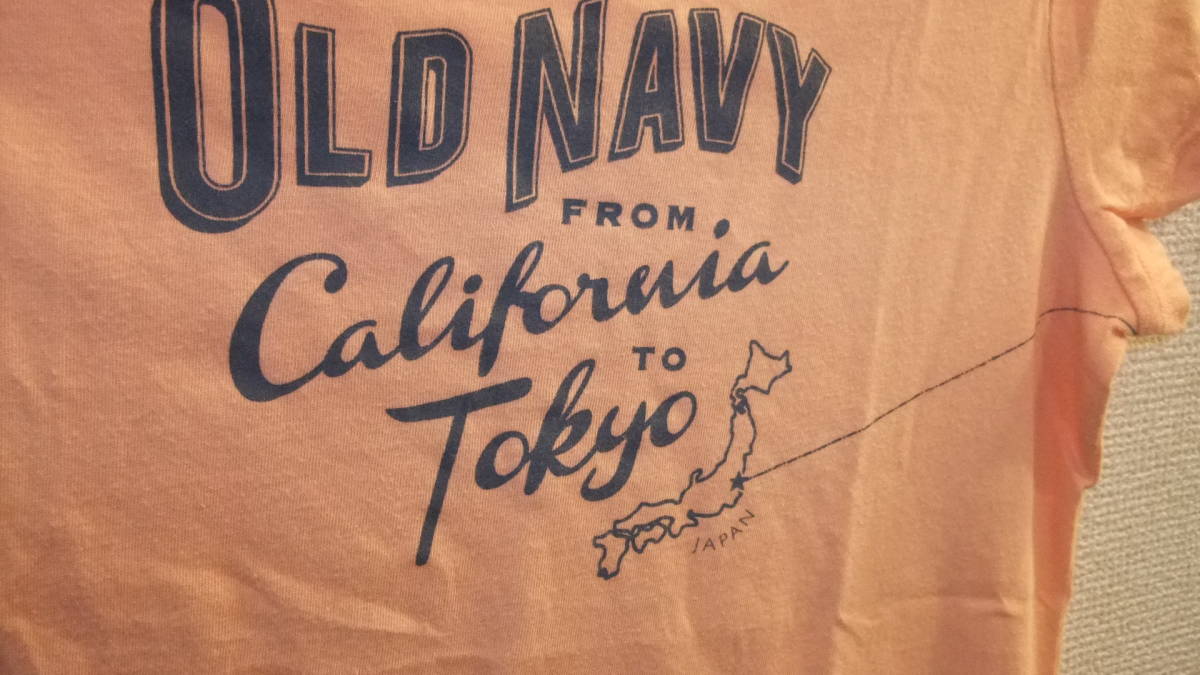 OLD NAVY
FROM
California
TO
Tokyo
JAPAN